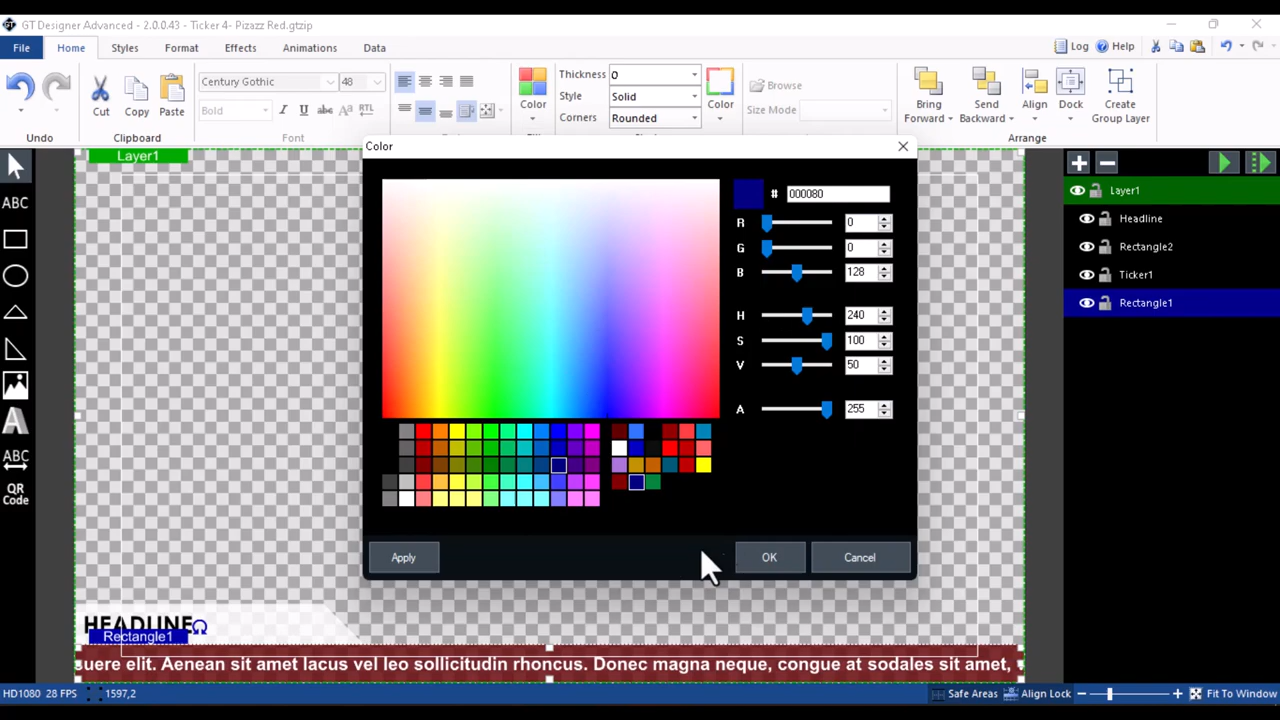 GT Designer Advanced - 2.0.0.43 - Ticker 4- Pizazz Red.gtzip
File Home Styles Format Effects Animations Data Log Help
Century Gothic 48
Bold
Cut Copy Paste
Undo Clipboard Font
Color
Thickness 0
Style Solid
Corners Rounded
Color
Browse
Size Mode
Bring Forward
Send Backward
Align
Dock
Create Group Layer
Arrange
ABC
ABC
QR Code
Layer1
Color
# 000080
R 0
G 0
B 128
H 240
S 100
V 50
A 255
Apply OK Cancel
Layer1
Headline
Rectangle2
Ticker1
Rectangle1
HEADLINE
Rectangle1
suere elit. Aenean sit amet lacus vel leo sollicitudin rhoncus. Donec magna neque, congue at sodales sit amet,
HD1080 28 FPS 1597,2 Safe Areas Align Lock Fit To Window